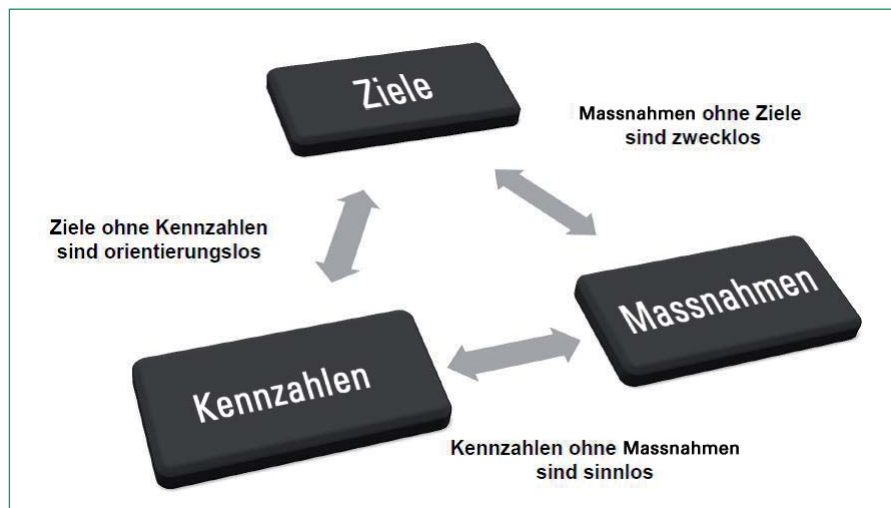 Ziele
Massnahmen ohne Ziele
sind zwecklos
Ziele ohne Kennzahlen
sind orientierungslos
Massnahmen
Kennzahlen
Kennzahlen ohne Massnahmen
sind sinnlos